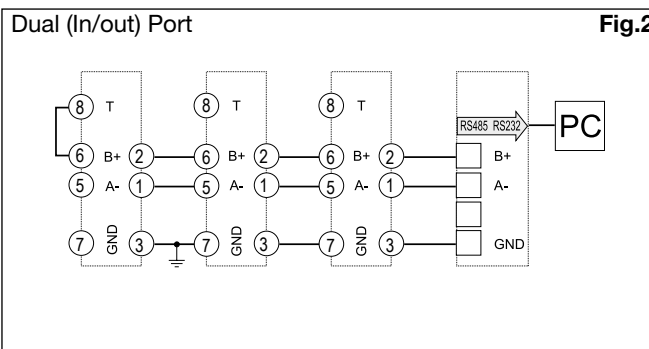 Dual (In/out) Port
Fig.2
8 T 8 T 8 T
RS485 RS232 PC
6 B+ 2 6 B+ 2 6 B+ 2 B+
5 A- 1 5 A- 1 5 A- 1 A-
7 GND 3 7 GND 3 7 GND 3 GND